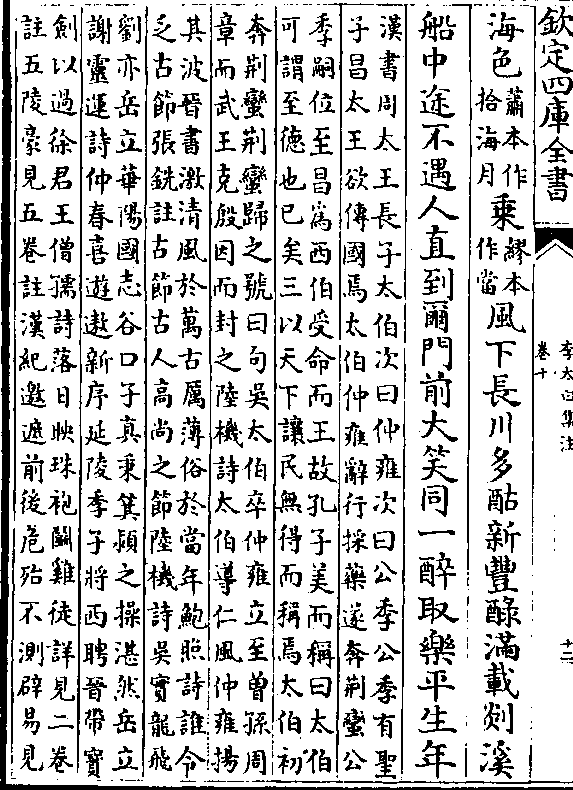 欽定四庫全書
李太白集注
卷十
十二
海色蕭本作拾海月乗繆本作當風下長川多酤新豐醁滿載剡溪
船中途不遇人直到爾門前大笑同一醉取樂平生年
漢書周太王長子太伯次曰仲雍次曰公季公季有聖
子昌太王欲傳國焉太伯仲雍辭行採藥遂奔荆蠻公
季嗣位至昌爲西伯受命而王故孔子美而稱曰太伯
可謂至德也已矣三以天下讓民無得而稱焉太伯初
奔荆蠻荆蠻歸之號曰句吳太伯卒仲雍立至曾孫周
章而武王克殷因而封之陸機詩太伯導仁風仲雍揚
其波晉書激清風於萬古厲薄俗於當年鮑照詩誰令
乏古節張銑註古節古人高尚之節陸機詩吳實龍飛
劉亦岳立華陽國志谷口子真秉箕潁之操湛然岳立
謝靈運詩仲春喜遊遨新序延陵季子將西聘晉帶寶
劍以過徐君王僧孺詩落日映珠袍鬭雞徒詳見二卷
註五陵豪見五卷註漢紀邀遮前後危殆不測辟易見